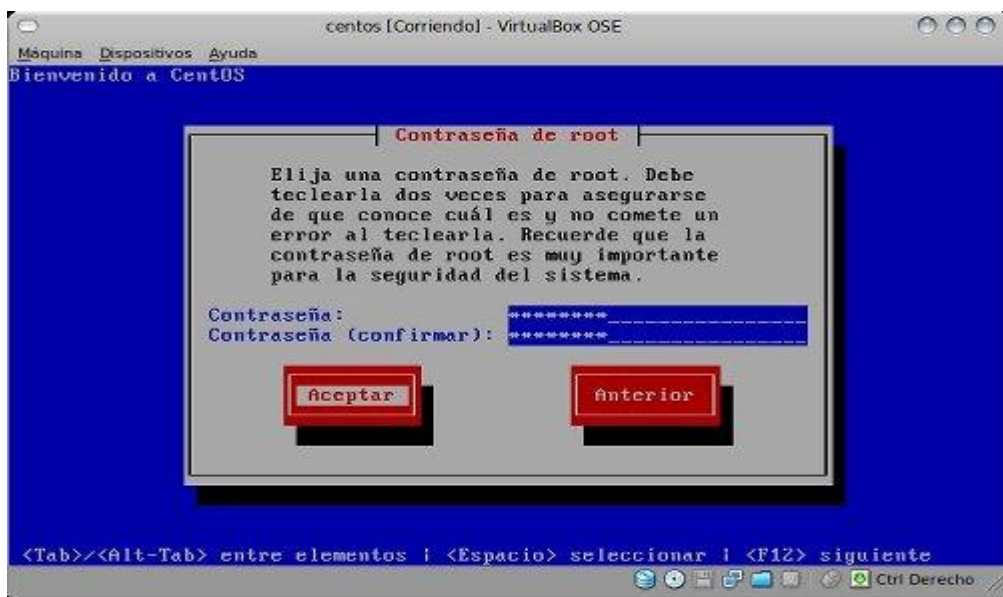 centos [Corriendo] - VirtualBox OSE
Máquina Dispositivos Ayuda
Bienvenido a CentOS
Contraseña de root
Elija una contraseña de root. Debe
teclearla dos veces para asegurarse
de que conoce cuál es y no comete un
error al teclearla. Recuerde que la
contraseña de root es muy importante
para la seguridad del sistema.
Contraseña: ********
Contraseña (confirmar): ********
Aceptar Anterior
<Tab>/<Alt-Tab> entre elementos | <Espacio> seleccionar | <F12> siguiente
Ctrl Derecho